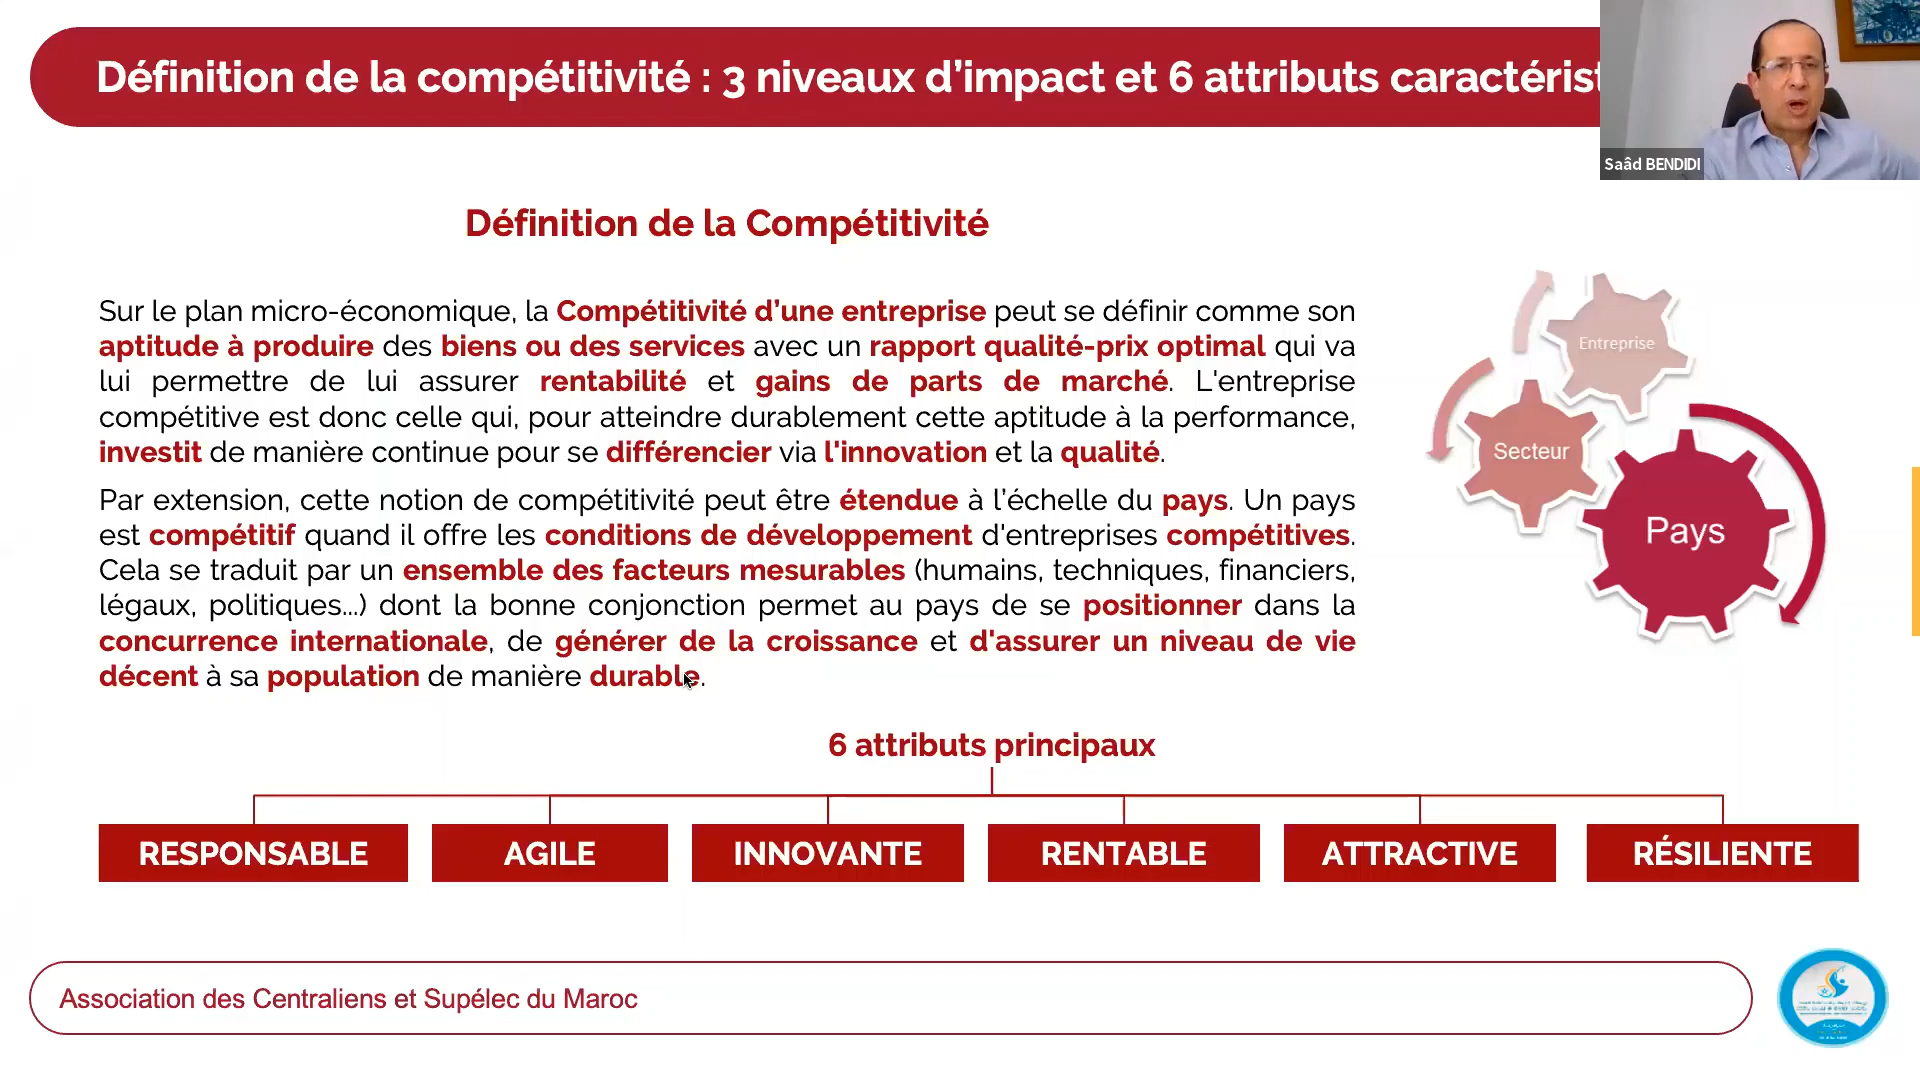 Définition de la compétitivité : 3 niveaux d’impact et 6 attributs caractérist
Saâd BENDIDI
Définition de la Compétitivité
Sur le plan micro-économique, la Compétitivité d’une entreprise peut se définir comme son
aptitude à produire des biens ou des services avec un rapport qualité-prix optimal qui va
lui permettre de lui assurer rentabilité et gains de parts de marché. L'entreprise
compétitive est donc celle qui, pour atteindre durablement cette aptitude à la performance,
investit de manière continue pour se différencier via l'innovation et la qualité.
Par extension, cette notion de compétitivité peut être étendue à l’échelle du pays. Un pays
est compétitif quand il offre les conditions de développement d'entreprises compétitives.
Cela se traduit par un ensemble des facteurs mesurables (humains, techniques, financiers,
légaux, politiques...) dont la bonne conjonction permet au pays de se positionner dans la
concurrence internationale, de générer de la croissance et d'assurer un niveau de vie
décent à sa population de manière durable.
Entreprise
Secteur
Pays
6 attributs principaux
RESPONSABLE
AGILE
INNOVANTE
RENTABLE
ATTRACTIVE
RÉSILIENTE
Association des Centraliens et Supélec du Maroc